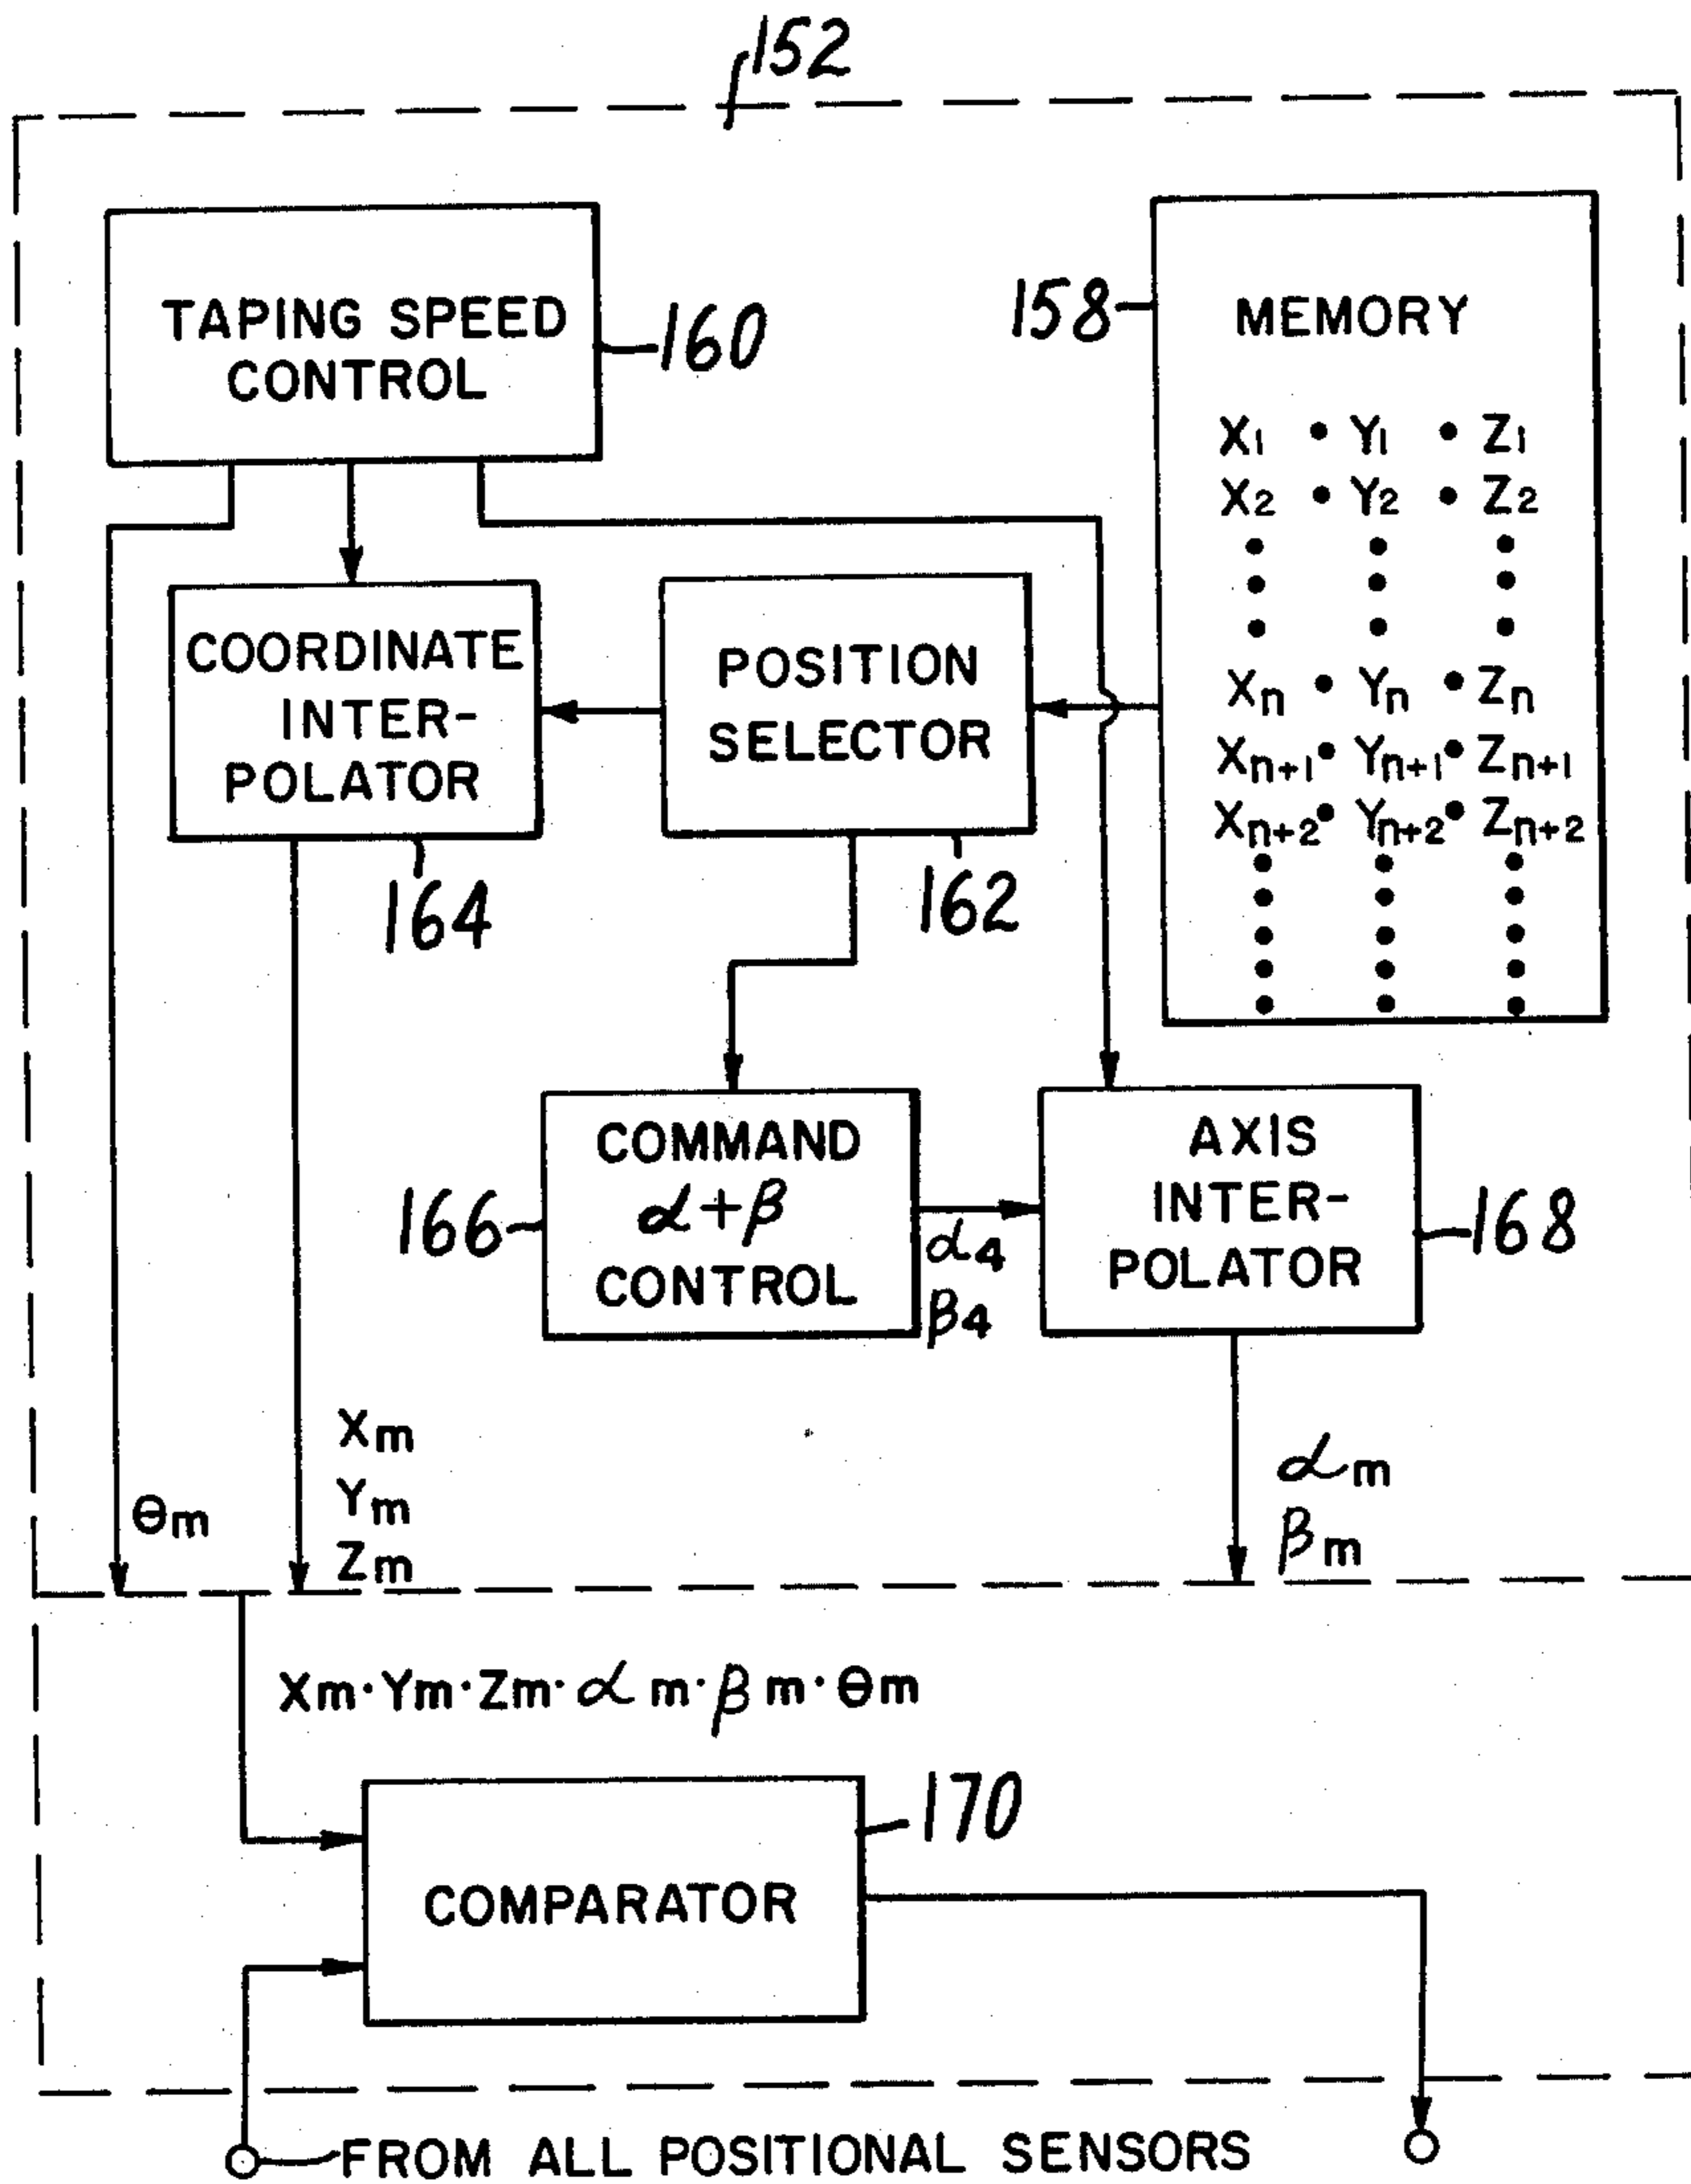 152
TAPING SPEED
CONTROL
160
158
MEMORY
X1 • Y1 • Z1
X2 • Y2 • Z2
Xn • Yn • Zn
Xn+1 • Yn+1 • Zn+1
Xn+2 • Yn+2 • Zn+2
COORDINATE
INTER-
POLATOR
164
POSITION
SELECTOR
162
COMMAND
α+β
CONTROL
166
α4
β4
AXIS
INTER-
POLATOR
168
θm
Xm
Ym
Zm
αm
βm
Xm·Ym·Zm·αm·βm·θm
170
COMPARATOR
FROM ALL POSITIONAL SENSORS